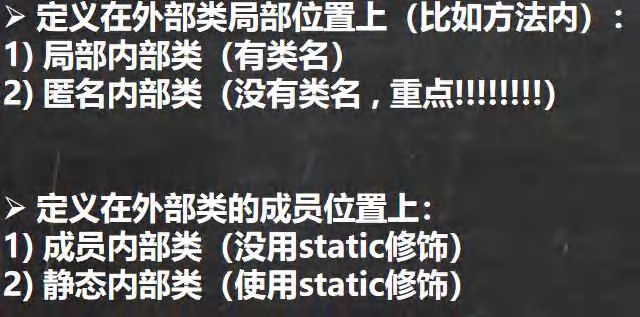 ➢ 定义在外部类局部位置上（比如方法内）：
1) 局部内部类（有类名）
2) 匿名内部类（没有类名，重点!!!!!!!!）
➢ 定义在外部类的成员位置上：
1) 成员内部类（没用static修饰）
2) 静态内部类（使用static修饰）